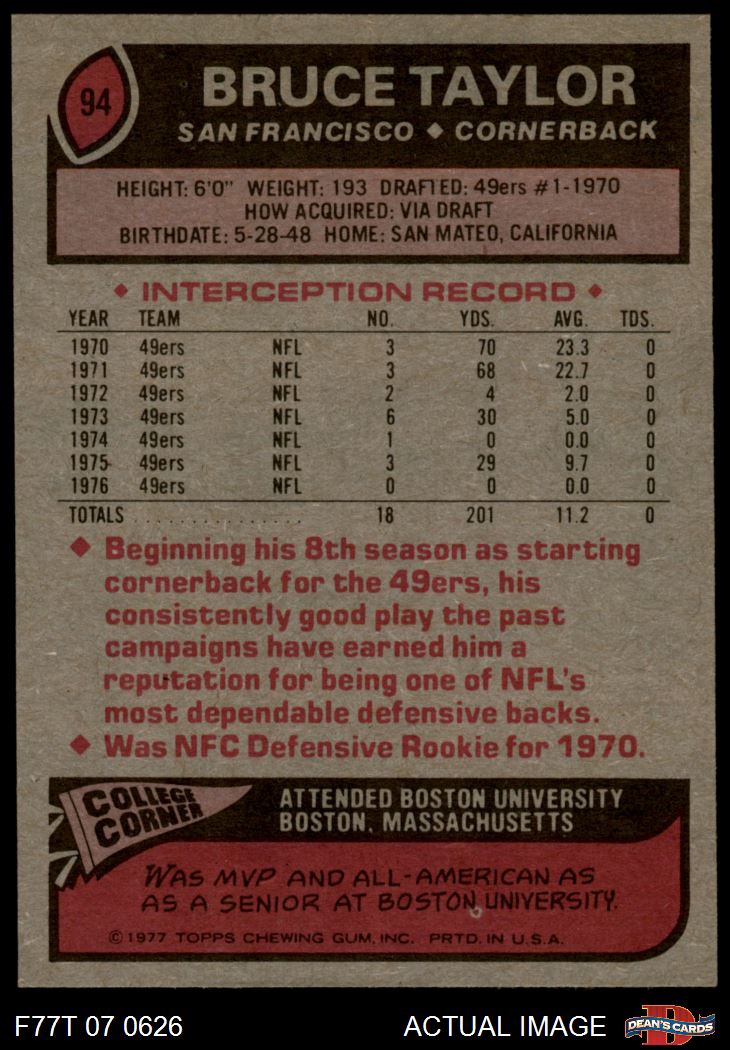 94
BRUCE TAYLOR
SAN FRANCISCO ♦ CORNERBACK
HEIGHT: 6'0" WEIGHT: 193 DRAFTED: 49ers #1-1970
HOW ACQUIRED: VIA DRAFT
BIRTHDATE: 5-28-48 HOME: SAN MATEO, CALIFORNIA
♦ INTERCEPTION RECORD ♦
YEAR TEAM NO. YDS. AVG. TDS.
1970 49ers NFL 3 70 23.3 0
1971 49ers NFL 3 68 22.7 0
1972 49ers NFL 2 4 2.0 0
1973 49ers NFL 6 30 5.0 0
1974 49ers NFL 1 0 0.0 0
1975 49ers NFL 3 29 9.7 0
1976 49ers NFL 0 0 0.0 0
TOTALS . . . . . . . . . . . . . . . . . 18 201 11.2 0
♦ Beginning his 8th season as starting
cornerback for the 49ers, his
consistently good play the past
campaigns have earned him a
reputation for being one of NFL's
most dependable defensive backs.
♦ Was NFC Defensive Rookie for 1970.
COLLEGE
CORNER
ATTENDED BOSTON UNIVERSITY
BOSTON, MASSACHUSETTS
WAS MVP AND ALL-AMERICAN AS
AS A SENIOR AT BOSTON UNIVERSITY.
© 1977 TOPPS CHEWING GUM, INC. PRTD. IN U.S.A.
F77T 07 0626
ACTUAL IMAGE
D
DEAN'S CARDS